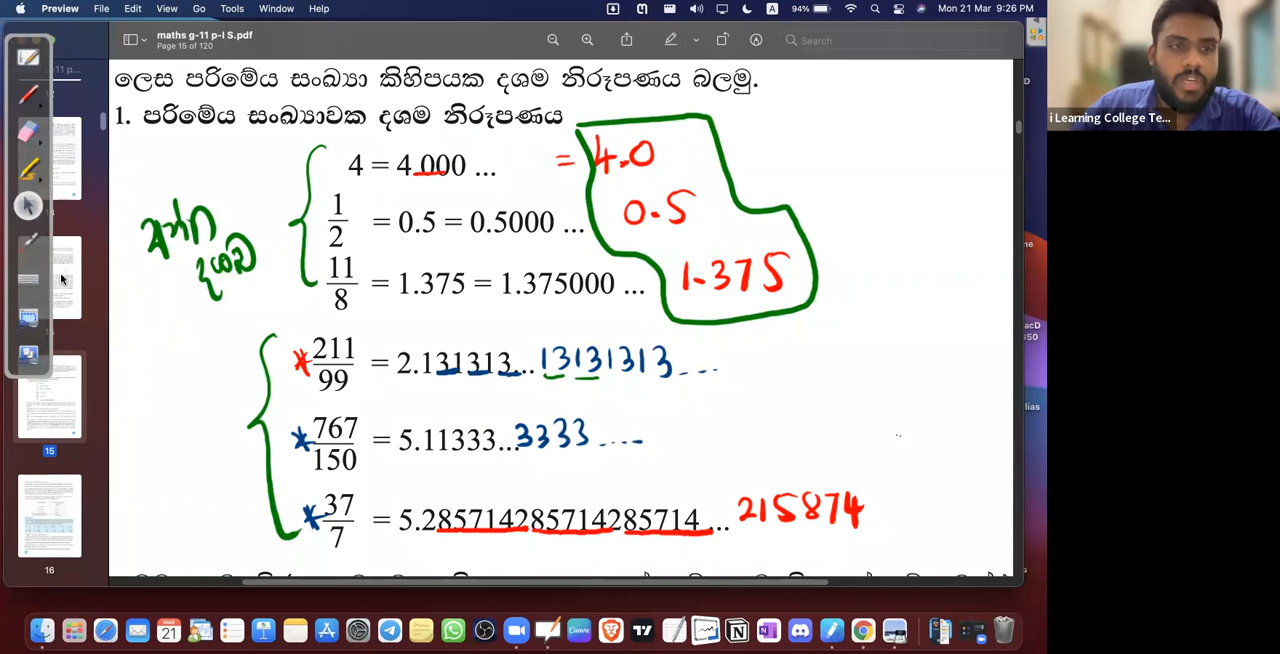 Preview File Edit View Go Tools Window Help 94% Mon 21 Mar 9:26 PM
maths g-11 p-I S.pdf
Page 15 of 120
Search
ලෙස පරිමේය සංඛ්‍යා කිහිපයක දශම නිරූපණය බලමු.
1. පරිමේය සංඛ්‍යාවක දශම නිරූපණය
4 = 4.000 ... = 4.0
1/2 = 0.5 = 0.5000 ... 0.5
අන්ත
දශම
11/8 = 1.375 = 1.375000 ... 1.375
*211/99 = 2.131313... 13131313....
*767/150 = 5.11333...3333 ....
*37/7 = 5.285714285714285714 ... 215874
15
16
i Learning College Te...